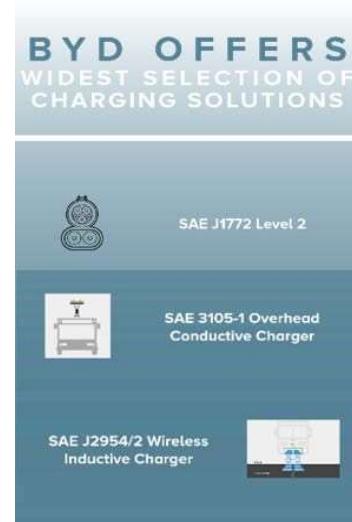 BYD OFFERS
WIDEST SELECTION OF
CHARGING SOLUTIONS
SAE J1772 Level 2
SAE 3105-1 Overhead
Conductive Charger
SAE J2954/2 Wireless
Inductive Charger